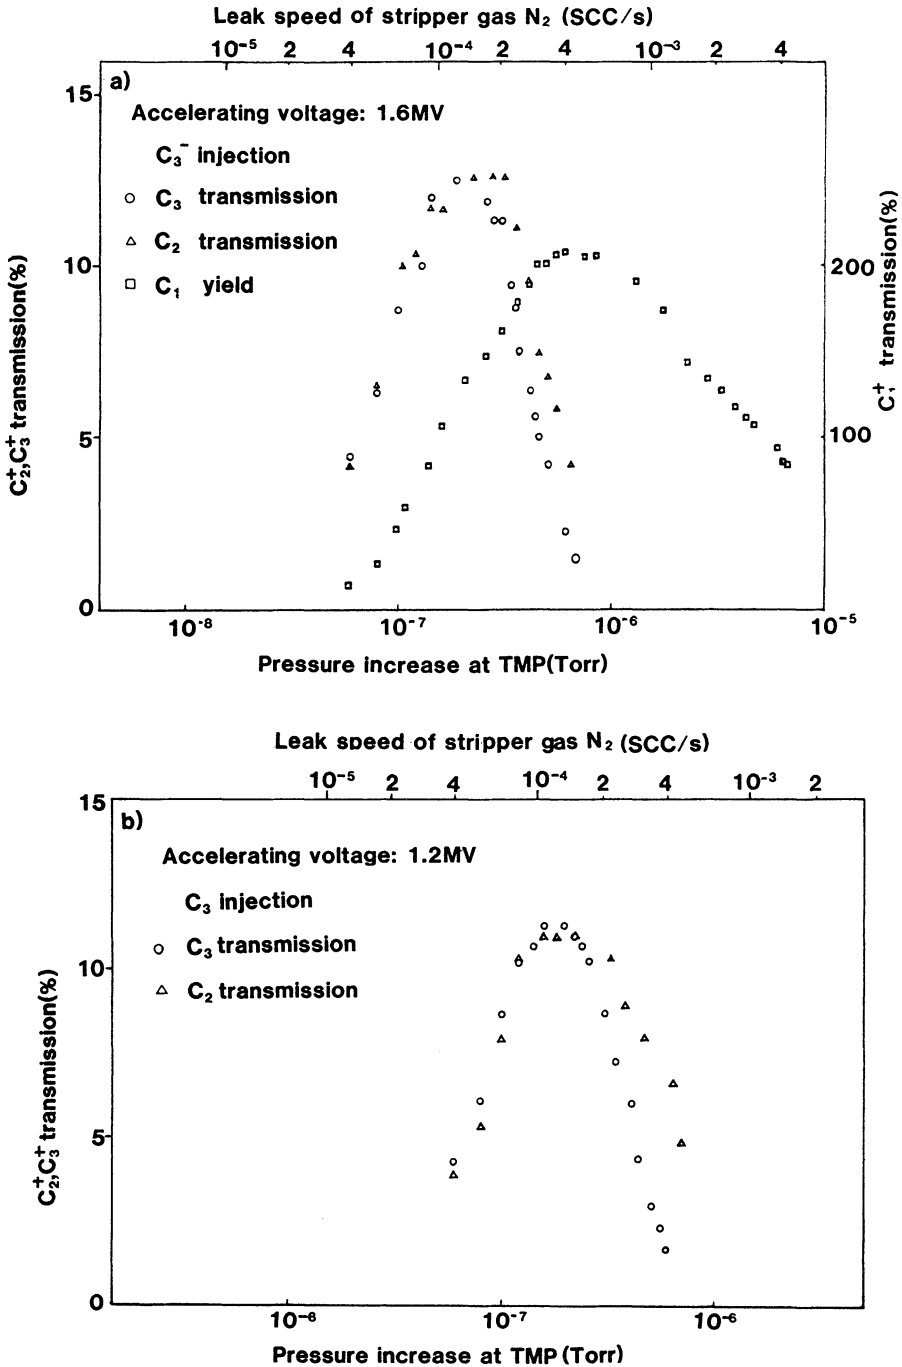 Leak speed of stripper gas N₂ (SCC/s)
10⁻⁵ 2 4 10⁻⁴ 2 4 10⁻³ 2 4
a)
Accelerating voltage: 1.6MV
C₃⁻ injection
○ C₃ transmission
△ C₂ transmission
□ C₁ yield
15
10
5
0
C₂⁺,C₃⁺ transmission(%)
200
100
C₁⁺ transmission(%)
10⁻⁸ 10⁻⁷ 10⁻⁶ 10⁻⁵
Pressure increase at TMP(Torr)
Leak speed of stripper gas N₂ (SCC/s)
10⁻⁵ 2 4 10⁻⁴ 2 4 10⁻³ 2
b)
Accelerating voltage: 1.2MV
C₃ injection
○ C₃ transmission
△ C₂ transmission
15
10
5
0
C₂⁺,C₃⁺ transmission(%)
10⁻⁸ 10⁻⁷ 10⁻⁶
Pressure increase at TMP (Torr)